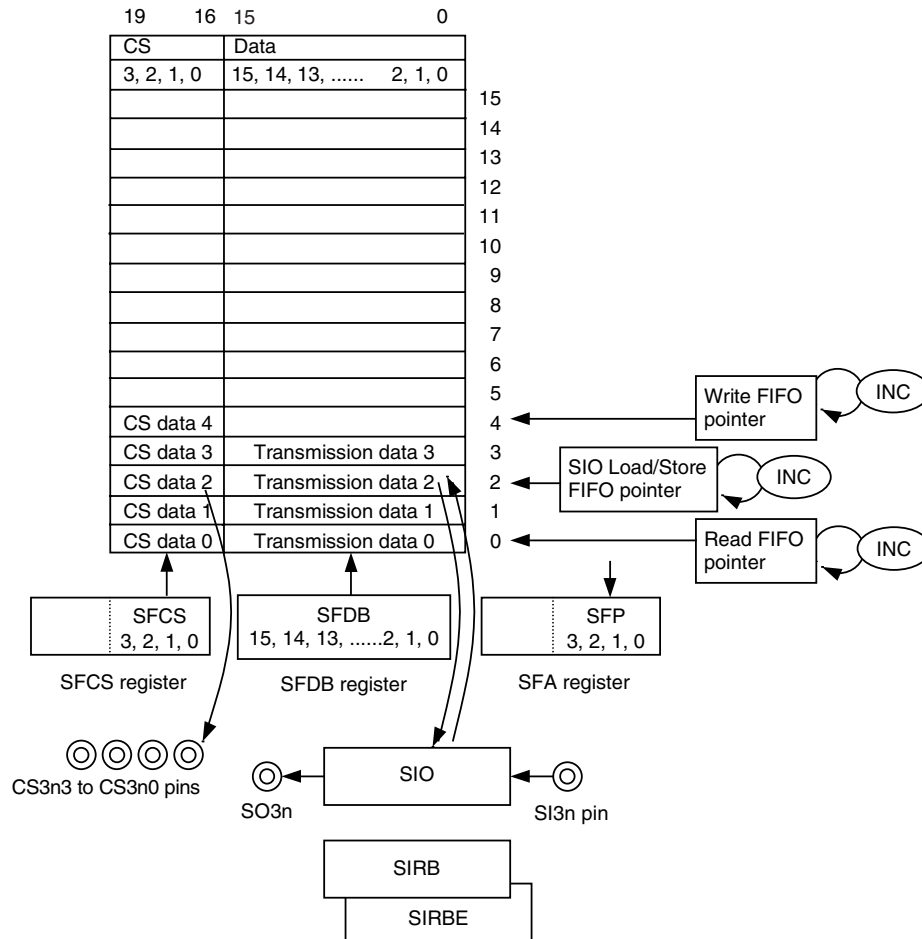 19 16 15 0
CS Data
3, 2, 1, 0 15, 14, 13, ...... 2, 1, 0
15
14
13
12
11
10
9
8
7
6
5
Write FIFO pointer INC
CS data 4 4
CS data 3 Transmission data 3 3
SIO Load/Store FIFO pointer INC
CS data 2 Transmission data 2 2
CS data 1 Transmission data 1 1
CS data 0 Transmission data 0 0
Read FIFO pointer INC
SFCS
3, 2, 1, 0
SFCS register
SFDB
15, 14, 13, ......2, 1, 0
SFDB register
SFP
3, 2, 1, 0
SFA register
CS3n3 to CS3n0 pins
SO3n
SIO
SI3n pin
SIRB
SIRBE